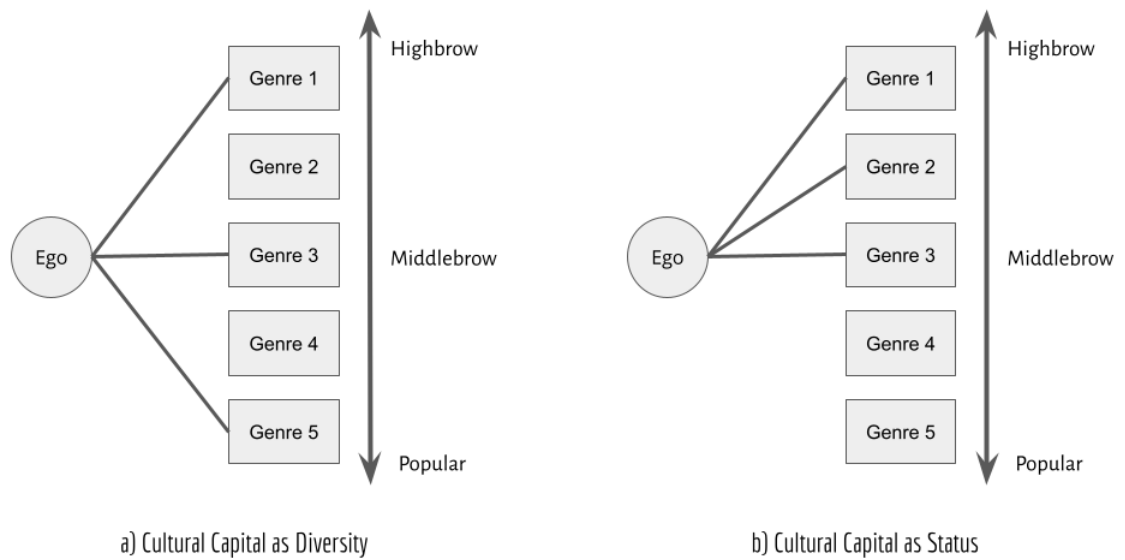 Genre 1
Highbrow
Genre 2
Ego
Genre 3
Middlebrow
Genre 4
Genre 5
Popular
a) Cultural Capital as Diversity
Genre 1
Highbrow
Genre 2
Ego
Genre 3
Middlebrow
Genre 4
Genre 5
Popular
b) Cultural Capital as Status